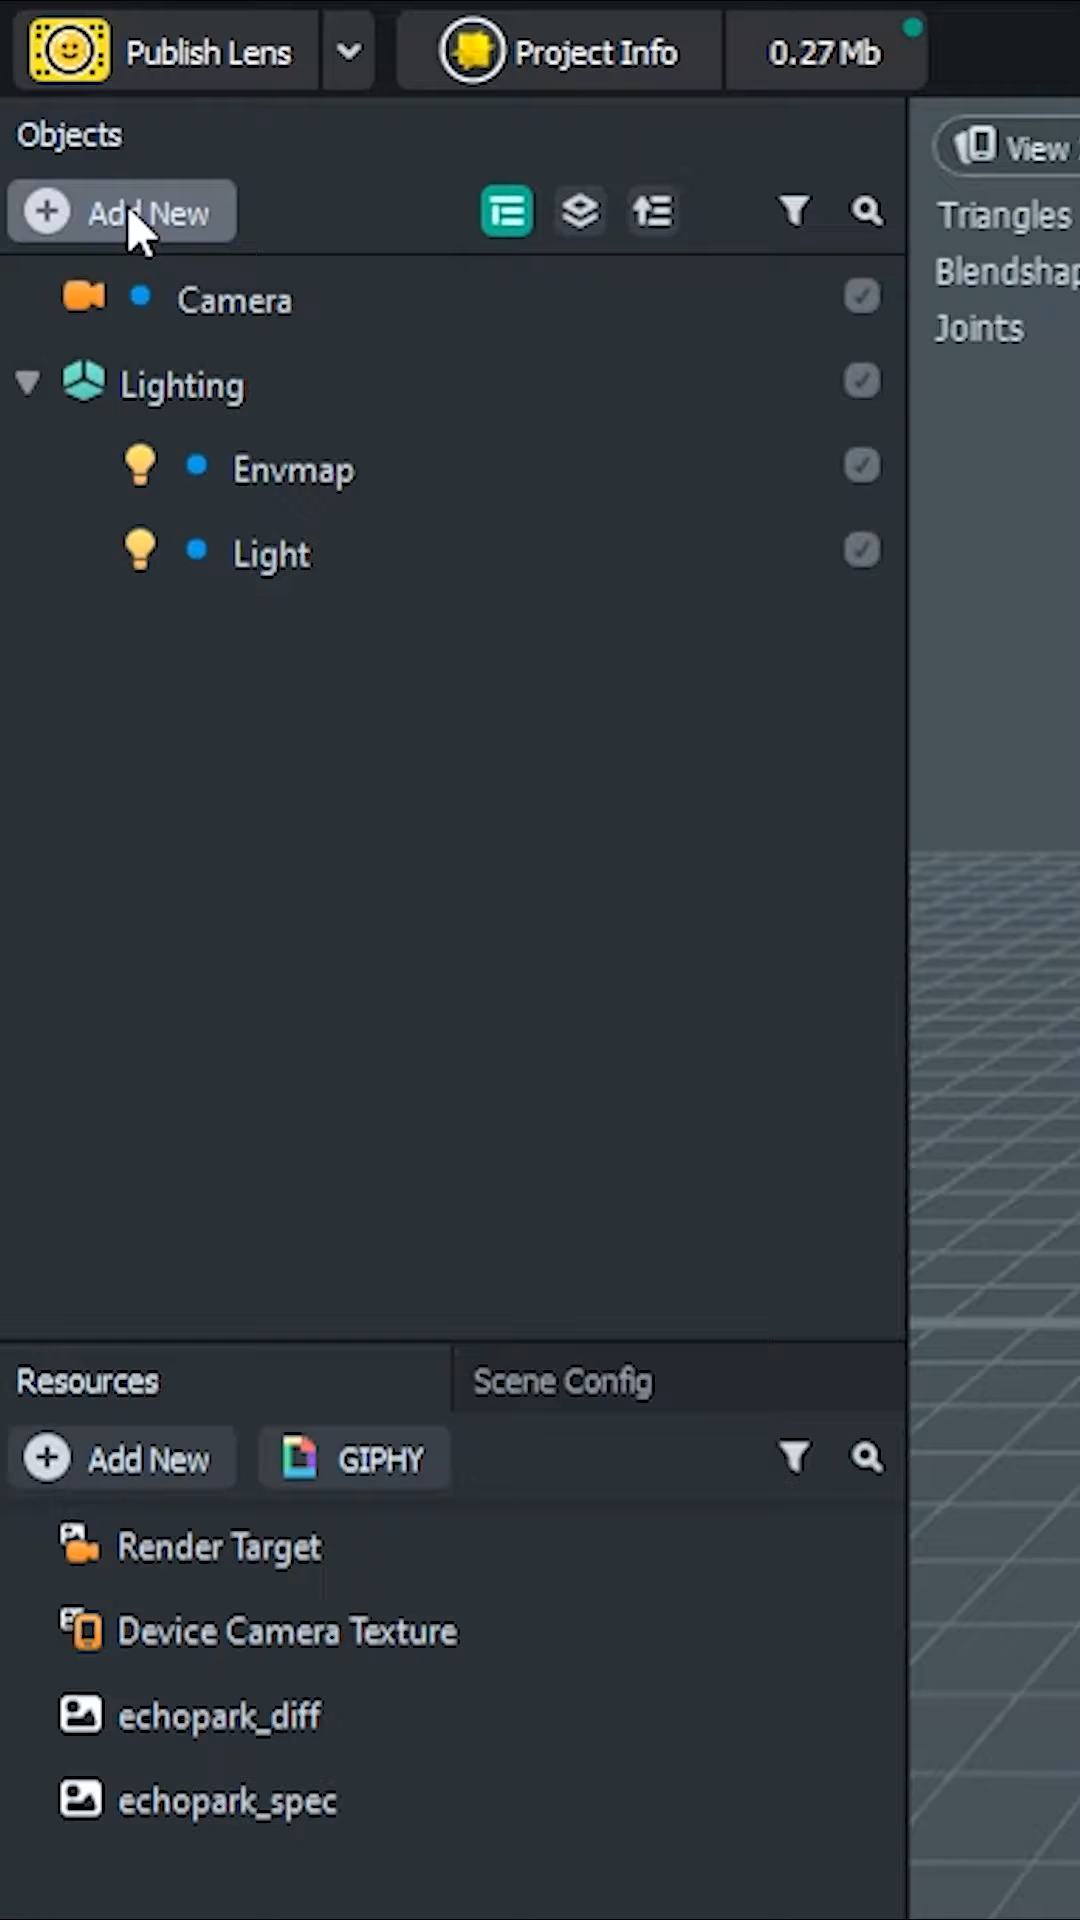 Publish Lens
Project Info
0.27 Mb
Objects
View
Add New
Triangles
Blendshap
Joints
Camera
Lighting
Envmap
Light
Resources
Scene Config
Add New
GIPHY
Render Target
Device Camera Texture
echopark_diff
echopark_spec